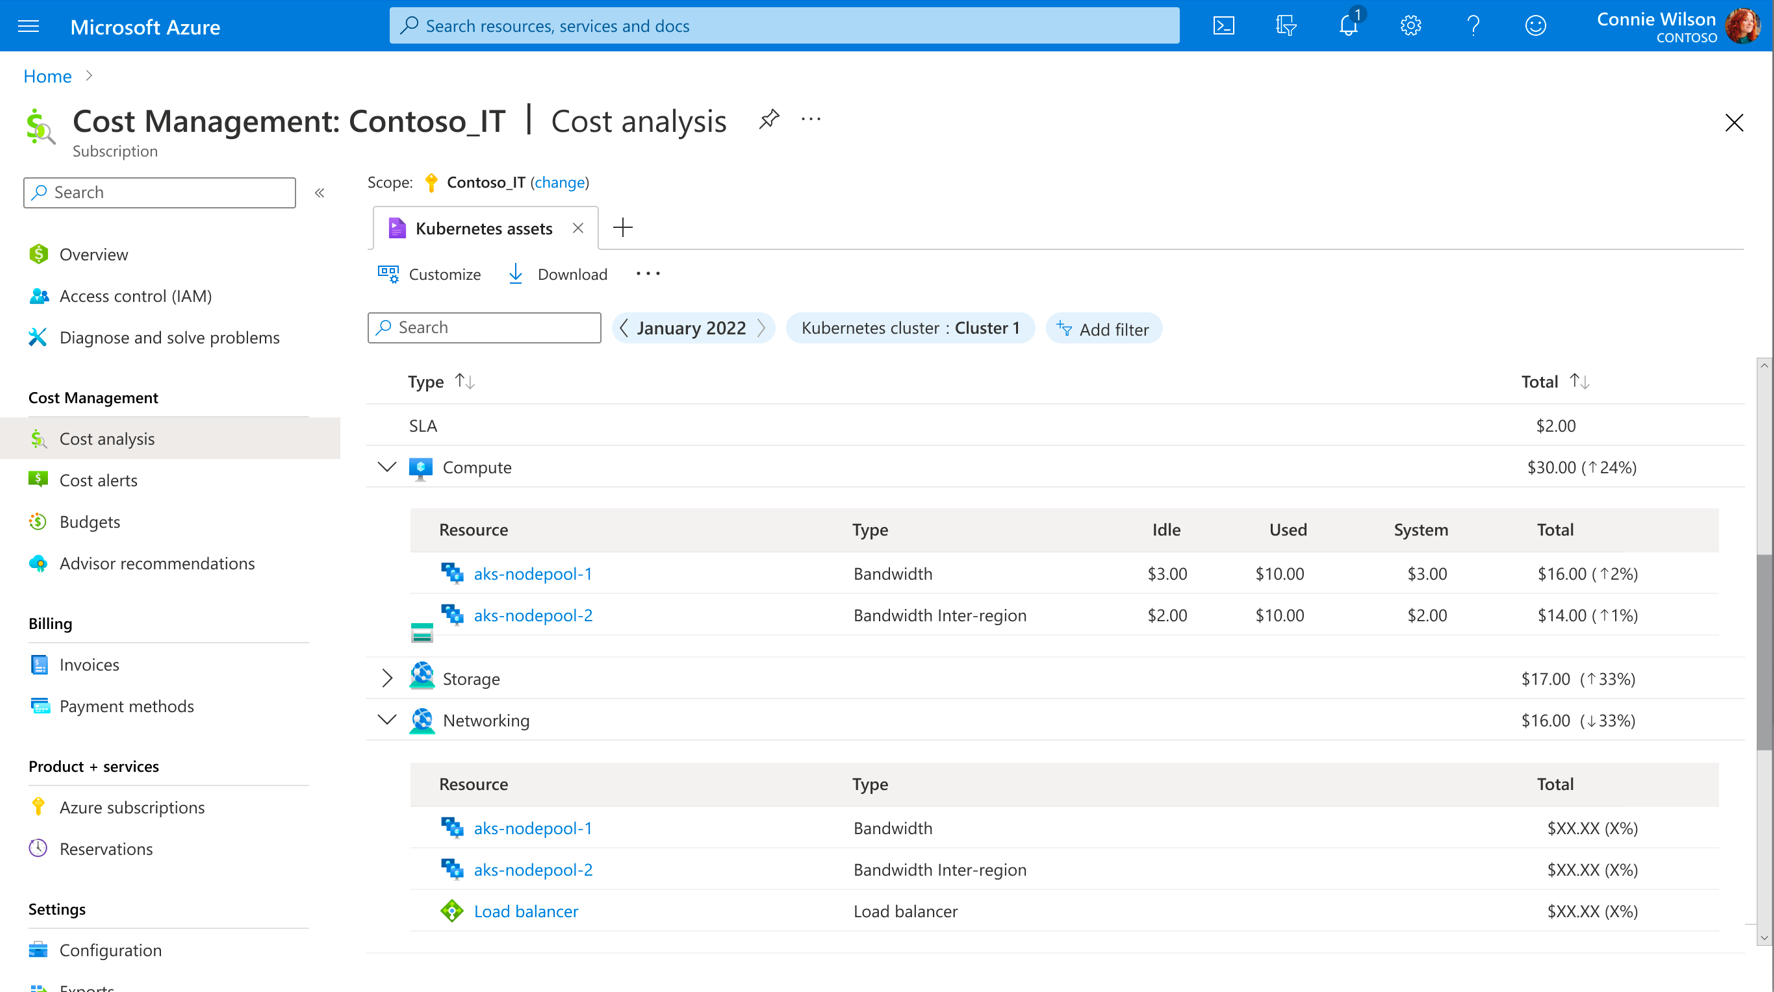 Microsoft Azure
Search resources, services and docs
1
Connie Wilson
CONTOSO
Home
Cost Management: Contoso_IT | Cost analysis
Subscription
Search
Overview
Access control (IAM)
Diagnose and solve problems
Cost Management
Cost analysis
Cost alerts
Budgets
Advisor recommendations
Billing
Invoices
Payment methods
Product + services
Azure subscriptions
Reservations
Settings
Configuration
Exports
Scope: Contoso_IT (change)
Kubernetes assets
Customize Download
Search January 2022 Kubernetes cluster : Cluster 1 Add filter
Type ↑↓ Total ↑↓
SLA $2.00
Compute $30.00 (↑24%)
Resource Type Idle Used System Total
aks-nodepool-1 Bandwidth $3.00 $10.00 $3.00 $16.00 (↑2%)
aks-nodepool-2 Bandwidth Inter-region $2.00 $10.00 $2.00 $14.00 (↑1%)
Storage $17.00 (↑33%)
Networking $16.00 (↓33%)
Resource Type Total
aks-nodepool-1 Bandwidth $XX.XX (X%)
aks-nodepool-2 Bandwidth Inter-region $XX.XX (X%)
Load balancer Load balancer $XX.XX (X%)